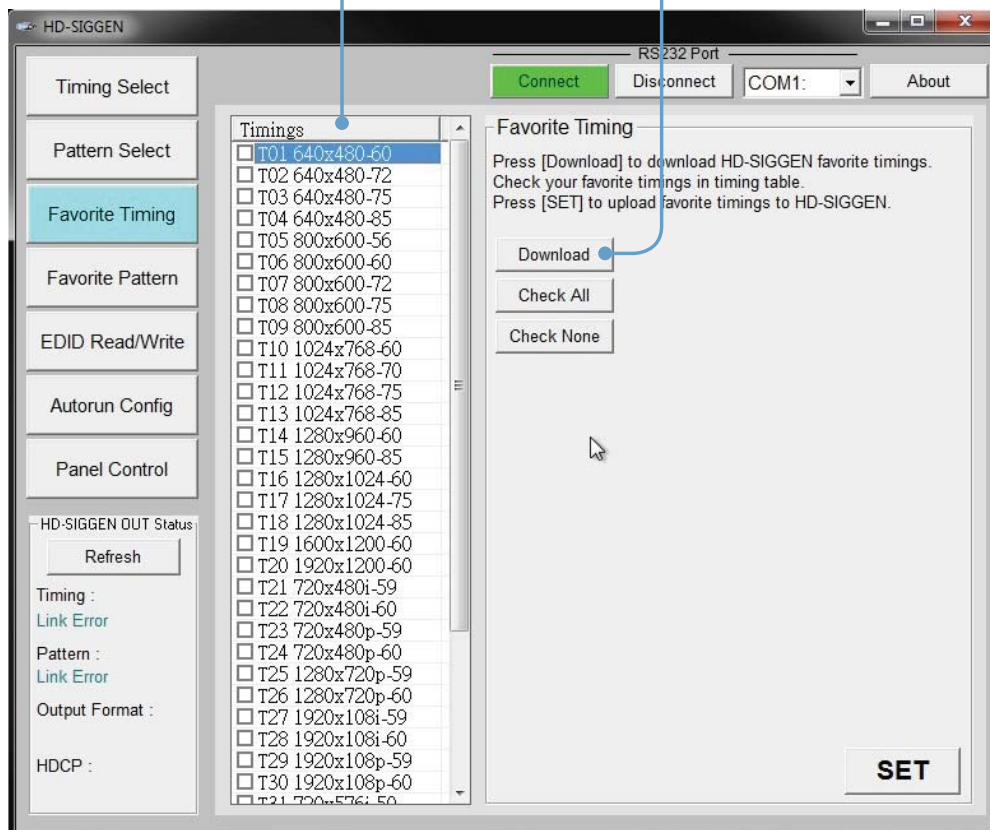 HD-SIGGEN
RS232 Port
Connect
Disconnect
COM1:
About
Timing Select
Pattern Select
Favorite Timing
Favorite Pattern
EDID Read/Write
Autorun Config
Panel Control
HD-SIGGEN OUT Status
Refresh
Timing :
Link Error
Pattern :
Link Error
Output Format :
HDCP :
Timings
T01 640x480-60
T02 640x480-72
T03 640x480-75
T04 640x480-85
T05 800x600-56
T06 800x600-60
T07 800x600-72
T08 800x600-75
T09 800x600-85
T10 1024x768-60
T11 1024x768-70
T12 1024x768-75
T13 1024x768-85
T14 1280x960-60
T15 1280x960-85
T16 1280x1024-60
T17 1280x1024-75
T18 1280x1024-85
T19 1600x1200-60
T20 1920x1200-60
T21 720x480i-59
T22 720x480i-60
T23 720x480p-59
T24 720x480p-60
T25 1280x720p-59
T26 1280x720p-60
T27 1920x108i-59
T28 1920x108i-60
T29 1920x108p-59
T30 1920x108p-60
T31 720x576i-50
Favorite Timing
Press [Download] to download HD-SIGGEN favorite timings.
Check your favorite timings in timing table.
Press [SET] to upload favorite timings to HD-SIGGEN.
Download
Check All
Check None
SET